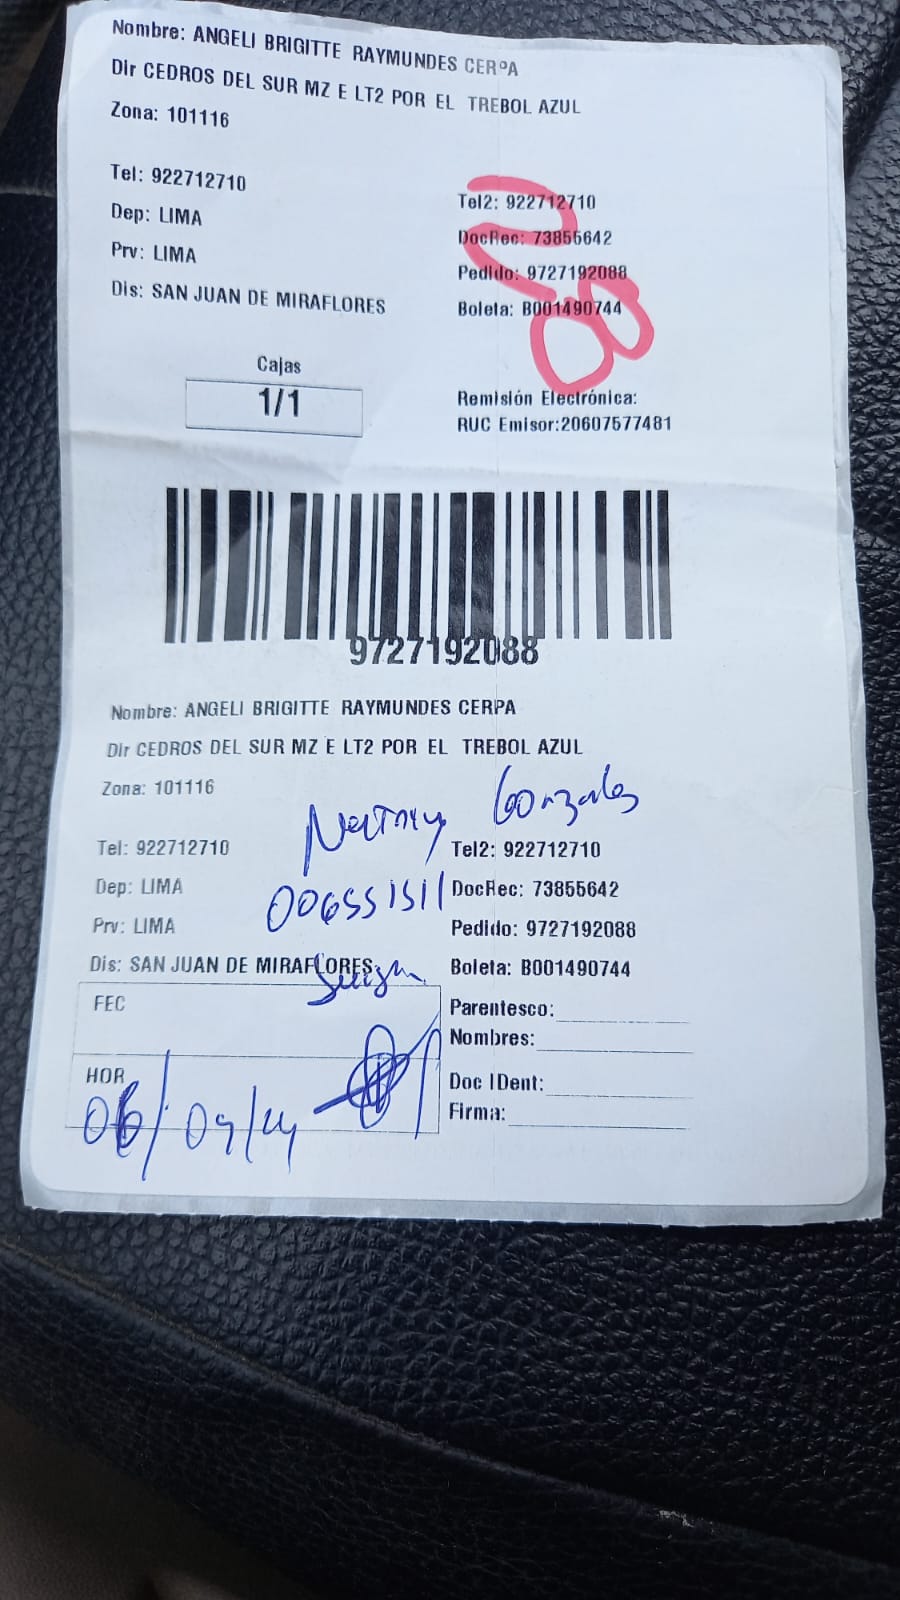 Nombre: ANGELI BRIGITTE RAYMUNDES CERPA
Dir CEDROS DEL SUR MZ E LT2 POR EL TREBOL AZUL
Zona: 101116
Tel: 922712710
Tel2: 922712710
Dep: LIMA
DocRec: 73855642
Prv: LIMA
Pedido: 9727192088
Dis: SAN JUAN DE MIRAFLORES
Boleta: B001490744
Cajas
1/1
Remisión Electrónica:
RUC Emisor:20607577481
9727192088
Nombre: ANGELI BRIGITTE RAYMUNDES CERPA
Dir CEDROS DEL SUR MZ E LT2 POR EL TREBOL AZUL
Zona: 101116
Gonzales
Tel: 922712710
Tel2: 922712710
Dep: LIMA
DocRec: 73855642
Prv: LIMA
Pedido: 9727192088
Dis: SAN JUAN DE MIRAFLORES
Boleta: B001490744
FEC
Parentesco:
Nombres:
HOR
Doc IDent:
Firma: